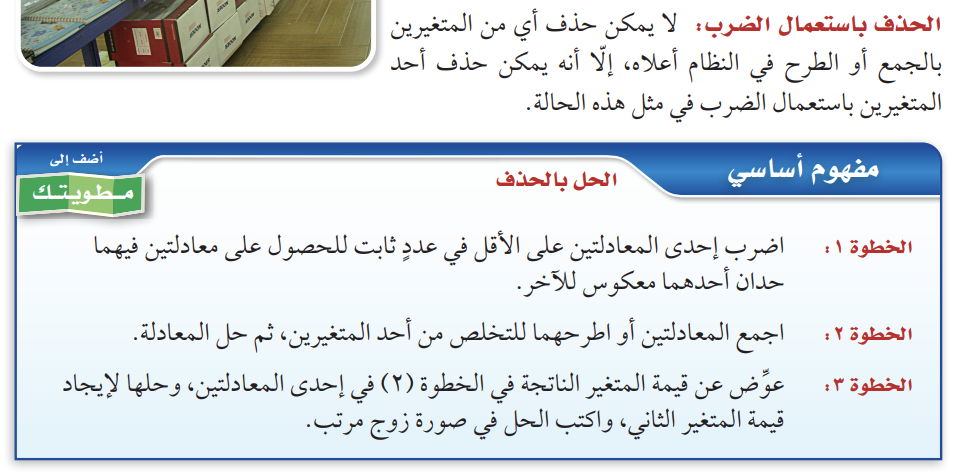 الحذف باستعمال الضرب: لا يمكن حذف أي من المتغيرين
بالجمع أو الطرح في النظام أعلاه، إلّا أنه يمكن حذف أحد
المتغيرين باستعمال الضرب في مثل هذه الحالة.
مفهوم أساسي
أضف إلى
مـطويتـك
الحل بالحذف
الخطوة ١: اضرب إحدى المعادلتين على الأقل في عددٍ ثابت للحصول على معادلتين فيهما
حدان أحدهما معكوس للآخر.
الخطوة ٢: اجمع المعادلتين أو اطرحهما للتخلص من أحد المتغيرين، ثم حل المعادلة.
الخطوة ٣: عوِّض عن قيمة المتغير الناتجة في الخطوة (٢) في إحدى المعادلتين، وحلها لإيجاد
قيمة المتغير الثاني، واكتب الحل في صورة زوج مرتب.